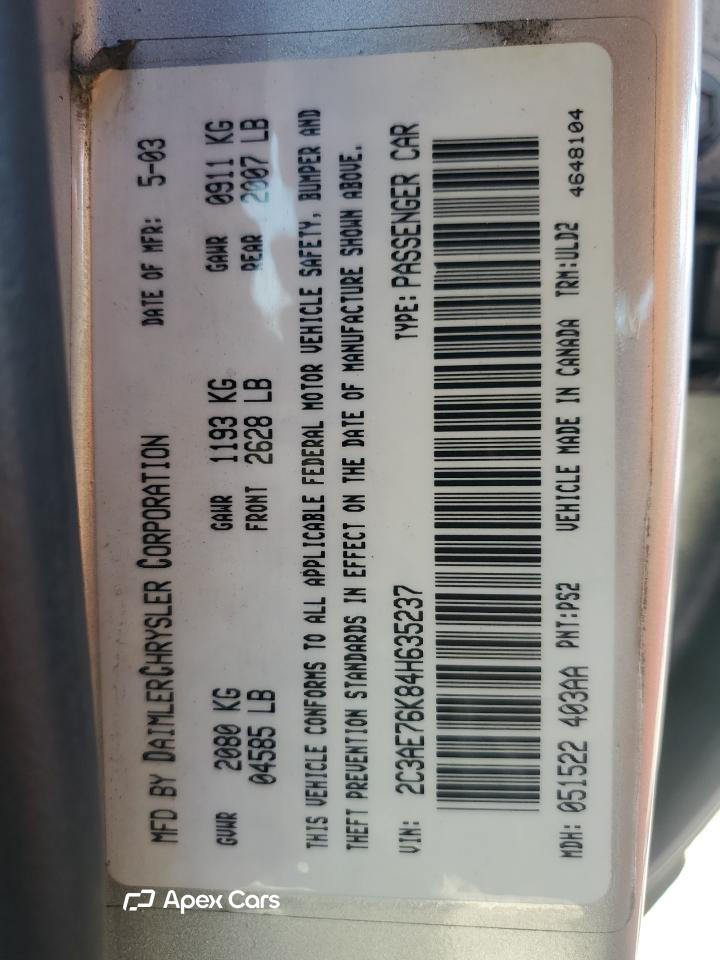 MFD BY DAIMLERCHRYSLER CORPORATION DATE OF MFR: 5-03
GVWR 2080 KG GAWR 1193 KG GAWR 0911 KG
04585 LB FRONT 2628 LB REAR 2007 LB
THIS VEHICLE CONFORMS TO ALL APPLICABLE FEDERAL MOTOR VEHICLE SAFETY, BUMPER AND
THEFT PREVENTION STANDARDS IN EFFECT ON THE DATE OF MANUFACTURE SHOWN ABOVE.
VIN: 2C3AE76K84H635237 TYPE: PASSENGER CAR
MDH: 051522 403AA PNT:PS2 VEHICLE MADE IN CANADA TRM:ULD2
4648104
Apex Cars